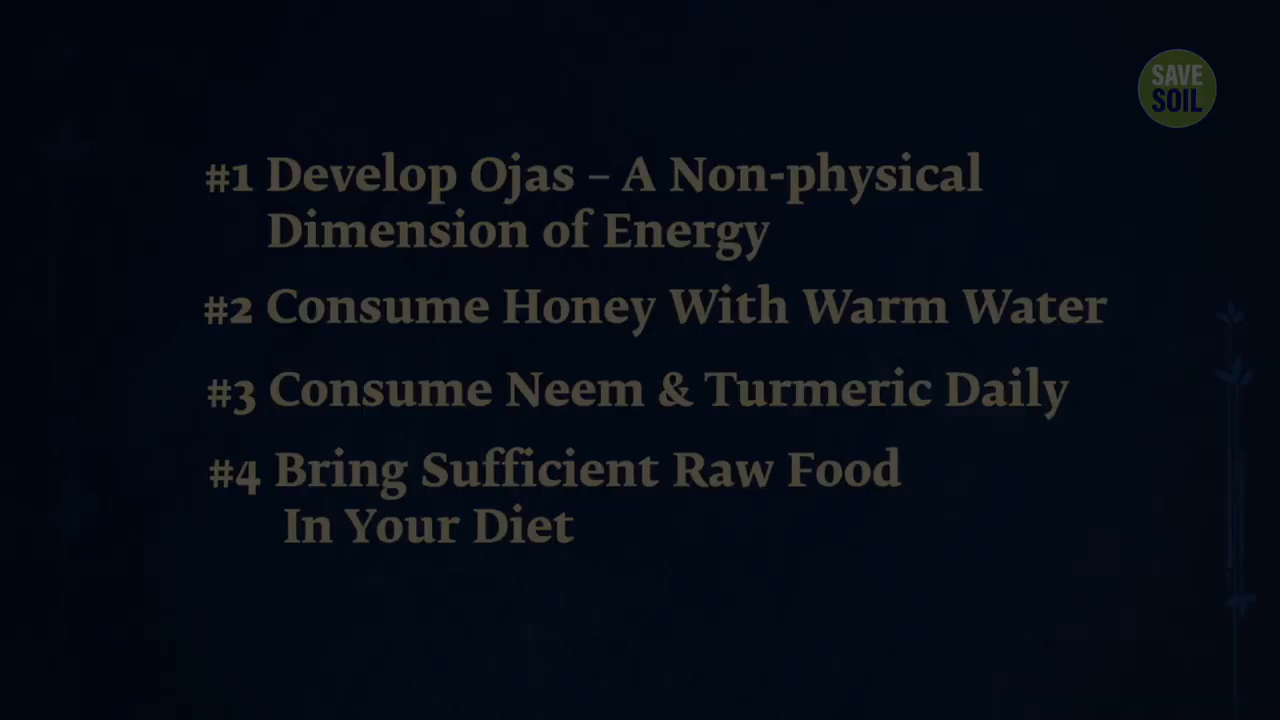 SAVE
SOIL
#1 Develop Ojas – A Non-physical
Dimension of Energy
#2 Consume Honey With Warm Water
#3 Consume Neem & Turmeric Daily
#4 Bring Sufficient Raw Food
In Your Diet